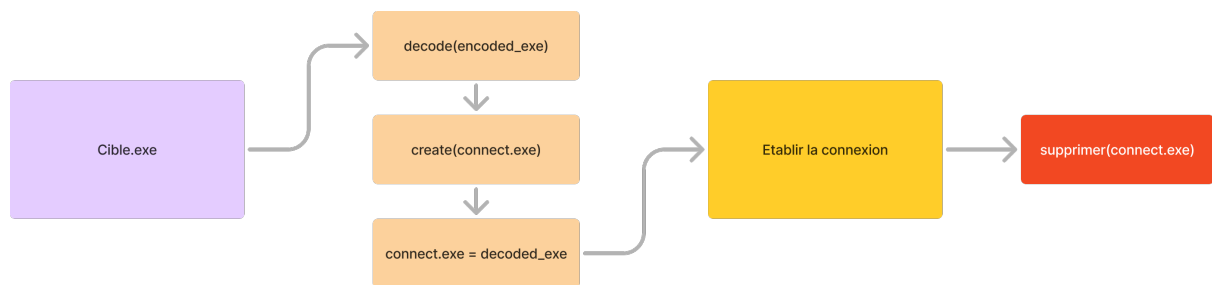 Cible.exe
decode(encoded_exe)
create(connect.exe)
connect.exe = decoded_exe
Etablir la connexion
supprimer(connect.exe)